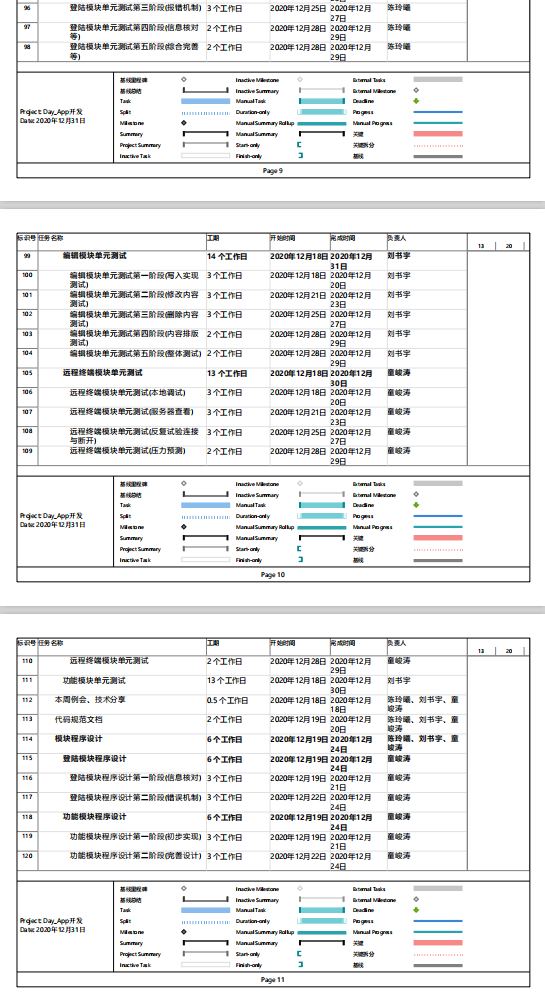 96 登陆模块单元测试第三阶段(报错机制) 3 个工作日 2020年12月25日 2020年12月 陈玲曦
27日
97 登陆模块单元测试第四阶段(信息核对 2 个工作日 2020年12月28日 2020年12月 陈玲曦
等) 29日
98 登陆模块单元测试第五阶段(综合完善 2 个工作日 2020年12月28日 2020年12月 陈玲曦
等) 29日
基线里程碑 Inactive Milestone External Tasks
基线总结 Inactive Summary External Milestone
Task Manual Task Deadline
Split Duration-only Progress
Milestone Manual Summary Rollup Manual Progress
Summary Manual Summary 关键
Project Summary Start-only 关键拆分
Inactive Task Finish-only 基线
Project: Day_App开发
Date: 2020年12月31日
Page 9
标识号 任务名称 工期 开始时间 完成时间 负责人
13 20
99 编辑模块单元测试 14 个工作日 2020年12月18日 2020年12月 刘书宇
31日
100 编辑模块单元测试第一阶段(写入实现 3 个工作日 2020年12月18日 2020年12月 刘书宇
测试) 20日
101 编辑模块单元测试第二阶段(修改内容 3 个工作日 2020年12月21日 2020年12月 刘书宇
测试) 23日
102 编辑模块单元测试第三阶段(删除内容 3 个工作日 2020年12月25日 2020年12月 刘书宇
测试) 27日
103 编辑模块单元测试第四阶段(内容排版 2 个工作日 2020年12月28日 2020年12月 刘书宇
测试) 29日
104 编辑模块单元测试第五阶段(整体测试) 2 个工作日 2020年12月28日 2020年12月 刘书宇
29日
105 远程终端模块单元测试 13 个工作日 2020年12月18日 2020年12月 童峻涛
30日
106 远程终端模块单元测试(本地调试) 3 个工作日 2020年12月18日 2020年12月 童峻涛
20日
107 远程终端模块单元测试(服务器查看) 3 个工作日 2020年12月21日 2020年12月 童峻涛
23日
108 远程终端模块单元测试(反复试验连接 3 个工作日 2020年12月25日 2020年12月 童峻涛
与断开) 27日
109 远程终端模块单元测试(压力预测) 2 个工作日 2020年12月28日 2020年12月 童峻涛
29日
基线里程碑 Inactive Milestone External Tasks
基线总结 Inactive Summary External Milestone
Task Manual Task Deadline
Split Duration-only Progress
Milestone Manual Summary Rollup Manual Progress
Summary Manual Summary 关键
Project Summary Start-only 关键拆分
Inactive Task Finish-only 基线
Project: Day_App开发
Date: 2020年12月31日
Page 10
标识号 任务名称 工期 开始时间 完成时间 负责人
13 20
110 远程终端模块单元测试 2 个工作日 2020年12月28日 2020年12月 童峻涛
29日
111 功能模块单元测试 13 个工作日 2020年12月18日 2020年12月 刘书宇
30日
112 本周例会、技术分享 0.5 个工作日 2020年12月18日 2020年12月 陈玲曦、刘书宇、童
18日 峻涛
113 代码规范文档 2 个工作日 2020年12月19日 2020年12月 陈玲曦、刘书宇、童
20日 峻涛
114 模块程序设计 6 个工作日 2020年12月19日 2020年12月 陈玲曦、刘书宇、童
24日 峻涛
115 登陆模块程序设计 6 个工作日 2020年12月19日 2020年12月 童峻涛
24日
116 登陆模块程序设计第一阶段(信息核对) 3 个工作日 2020年12月19日 2020年12月 童峻涛
21日
117 登陆模块程序设计第二阶段(错误机制) 3 个工作日 2020年12月22日 2020年12月 童峻涛
24日
118 功能模块程序设计 6 个工作日 2020年12月19日 2020年12月 童峻涛
24日
119 功能模块程序设计第一阶段(初步实现) 3 个工作日 2020年12月19日 2020年12月 童峻涛
21日
120 功能模块程序设计第二阶段(完善设计) 3 个工作日 2020年12月22日 2020年12月 童峻涛
24日
基线里程碑 Inactive Milestone External Tasks
基线总结 Inactive Summary External Milestone
Task Manual Task Deadline
Split Duration-only Progress
Milestone Manual Summary Rollup Manual Progress
Summary Manual Summary 关键
Project Summary Start-only 关键拆分
Inactive Task Finish-only 基线
Project: Day_App开发
Date: 2020年12月31日
Page 11